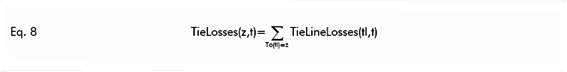 Eq. 8 TieLosses(z,t)= ∑ TieLineLosses(tl,t)
To(tl)=z